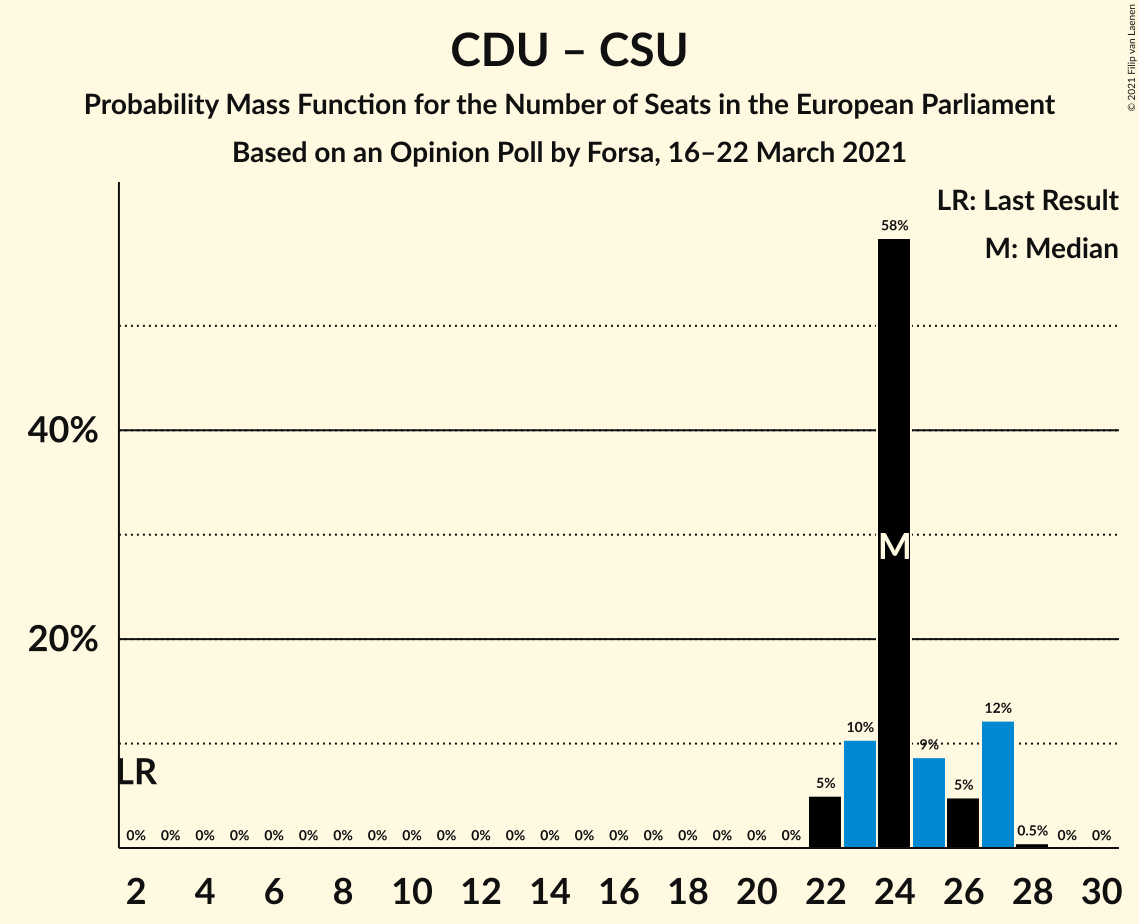 CDU – CSU
Probability Mass Function for the Number of Seats in the European Parliament
Based on an Opinion Poll by Forsa, 16–22 March 2021
© 2021 Filip van Laenen
LR: Last Result
M: Median
58%
40%
M
20%
12%
10%
9%
LR
5%
5%
0% 0% 0% 0% 0% 0% 0% 0% 0% 0% 0% 0% 0% 0% 0% 0% 0% 0% 0% 0% 0.5% 0% 0%
2 4 6 8 10 12 14 16 18 20 22 24 26 28 30